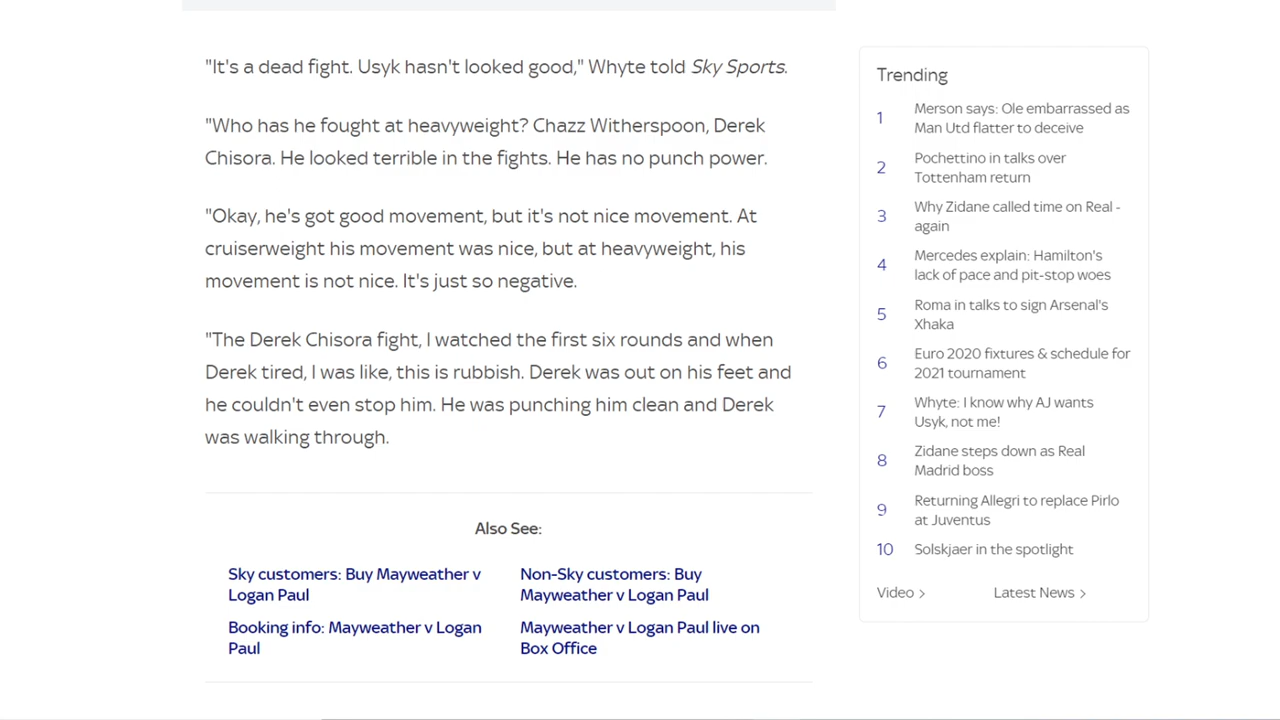 "It's a dead fight. Usyk hasn't looked good," Whyte told Sky Sports.
"Who has he fought at heavyweight? Chazz Witherspoon, Derek
Chisora. He looked terrible in the fights. He has no punch power.
"Okay, he's got good movement, but it's not nice movement. At
cruiserweight his movement was nice, but at heavyweight, his
movement is not nice. It's just so negative.
"The Derek Chisora fight, I watched the first six rounds and when
Derek tired, I was like, this is rubbish. Derek was out on his feet and
he couldn't even stop him. He was punching him clean and Derek
was walking through.
Also See:
Sky customers: Buy Mayweather v
Logan Paul
Non-Sky customers: Buy
Mayweather v Logan Paul
Booking info: Mayweather v Logan
Paul
Mayweather v Logan Paul live on
Box Office
Trending
1 Merson says: Ole embarrassed as
Man Utd flatter to deceive
2 Pochettino in talks over
Tottenham return
3 Why Zidane called time on Real -
again
4 Mercedes explain: Hamilton's
lack of pace and pit-stop woes
5 Roma in talks to sign Arsenal's
Xhaka
6 Euro 2020 fixtures & schedule for
2021 tournament
7 Whyte: I know why AJ wants
Usyk, not me!
8 Zidane steps down as Real
Madrid boss
9 Returning Allegri to replace Pirlo
at Juventus
10 Solskjaer in the spotlight
Video > Latest News >